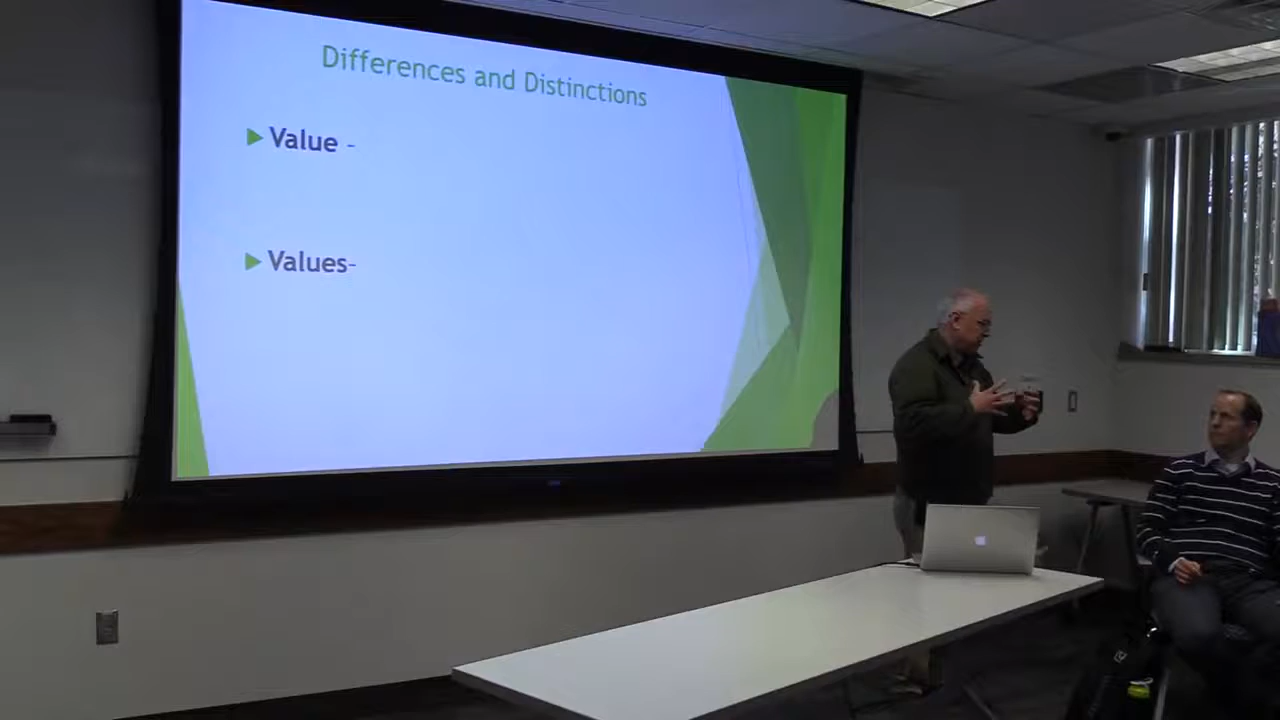 Differences and Distinctions
Value -
Values-